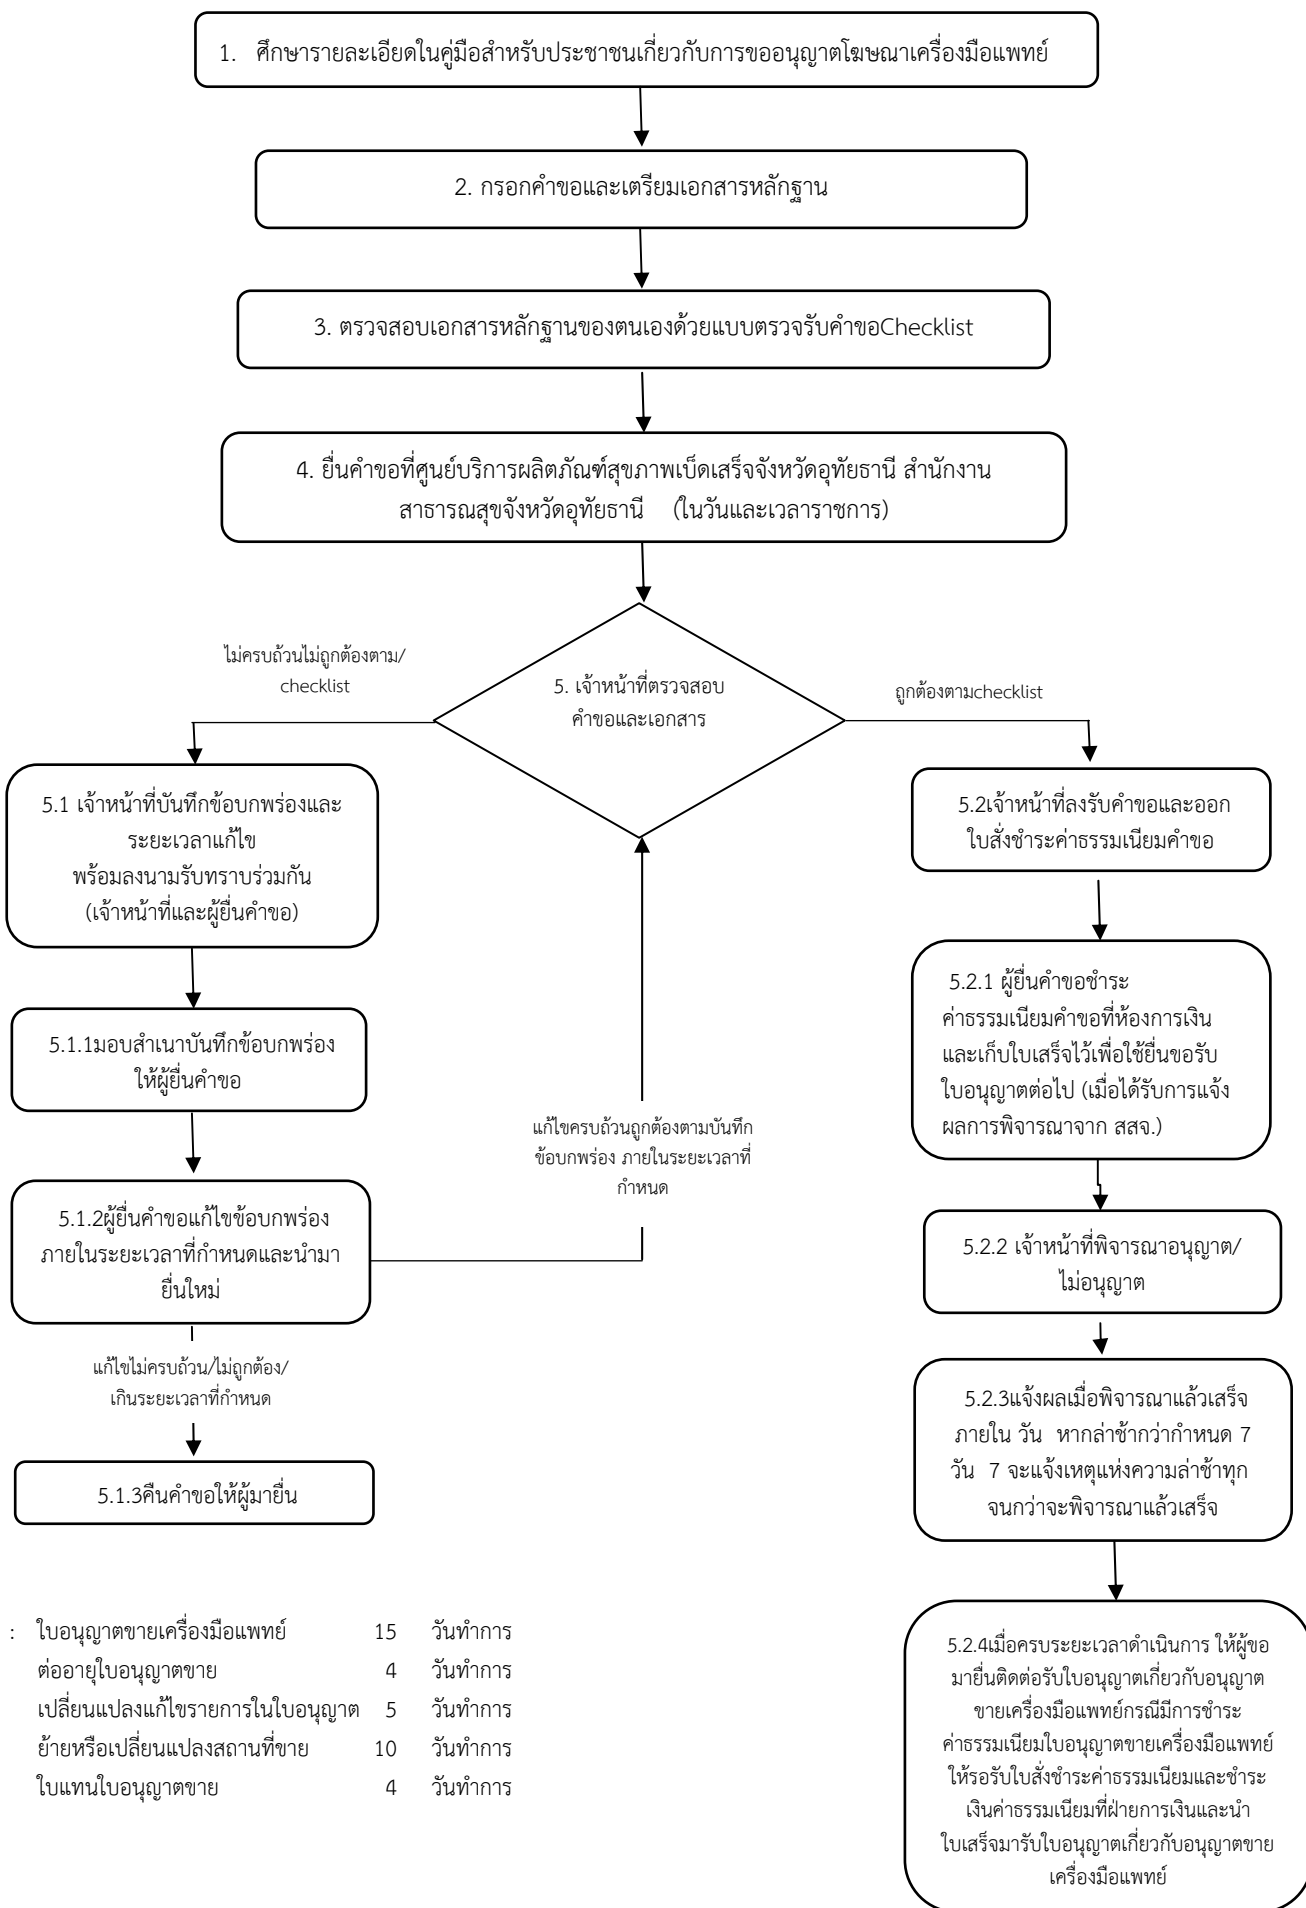 1. ศึกษารายละเอียดในคู่มือสำหรับประชาชนเกี่ยวกับการขออนุญาตโฆษณาเครื่องมือแพทย์
2. กรอกคำขอและเตรียมเอกสารหลักฐาน
3. ตรวจสอบเอกสารหลักฐานของตนเองด้วยแบบตรวจรับคำขอChecklist
4. ยื่นคำขอที่ศูนย์บริการผลิตภัณฑ์สุขภาพเบ็ดเสร็จจังหวัดอุทัยธานี สำนักงาน
สาธารณสุขจังหวัดอุทัยธานี (ในวันและเวลาราชการ)
ไม่ครบถ้วนไม่ถูกต้องตาม/
checklist
5. เจ้าหน้าที่ตรวจสอบ
คำขอและเอกสาร
ถูกต้องตามchecklist
5.1 เจ้าหน้าที่บันทึกข้อบกพร่องและ
ระยะเวลาแก้ไข
พร้อมลงนามรับทราบร่วมกัน
(เจ้าหน้าที่และผู้ยื่นคำขอ)
5.1.1มอบสำเนาบันทึกข้อบกพร่อง
ให้ผู้ยื่นคำขอ
5.1.2ผู้ยื่นคำขอแก้ไขข้อบกพร่อง
ภายในระยะเวลาที่กำหนดและนำมา
ยื่นใหม่
แก้ไขครบถ้วนถูกต้องตามบันทึก
ข้อบกพร่อง ภายในระยะเวลาที่
กำหนด
แก้ไขไม่ครบถ้วน/ไม่ถูกต้อง/
เกินระยะเวลาที่กำหนด
5.1.3คืนคำขอให้ผู้มายื่น
5.2เจ้าหน้าที่ลงรับคำขอและออก
ใบสั่งชำระค่าธรรมเนียมคำขอ
5.2.1 ผู้ยื่นคำขอชำระ
ค่าธรรมเนียมคำขอที่ห้องการเงิน
และเก็บใบเสร็จไว้เพื่อใช้ยื่นขอรับ
ใบอนุญาตต่อไป (เมื่อได้รับการแจ้ง
ผลการพิจารณาจาก สสจ.)
5.2.2 เจ้าหน้าที่พิจารณาอนุญาต/
ไม่อนุญาต
5.2.3แจ้งผลเมื่อพิจารณาแล้วเสร็จ
ภายใน วัน หากล่าช้ากว่ากำหนด 7
วัน 7 จะแจ้งเหตุแห่งความล่าช้าทุก
จนกว่าจะพิจารณาแล้วเสร็จ
5.2.4เมื่อครบระยะเวลาดำเนินการ ให้ผู้ขอ
มายื่นติดต่อรับใบอนุญาตเกี่ยวกับอนุญาต
ขายเครื่องมือแพทย์กรณีมีการชำระ
ค่าธรรมเนียมใบอนุญาตขายเครื่องมือแพทย์
ให้รอรับใบสั่งชำระค่าธรรมเนียมและชำระ
เงินค่าธรรมเนียมที่ฝ่ายการเงินและนำ
ใบเสร็จมารับใบอนุญาตเกี่ยวกับอนุญาตขาย
เครื่องมือแพทย์
: ใบอนุญาตขายเครื่องมือแพทย์ 15 วันทำการ
ต่ออายุใบอนุญาตขาย 4 วันทำการ
เปลี่ยนแปลงแก้ไขรายการในใบอนุญาต 5 วันทำการ
ย้ายหรือเปลี่ยนแปลงสถานที่ขาย 10 วันทำการ
ใบแทนใบอนุญาตขาย 4 วันทำการ